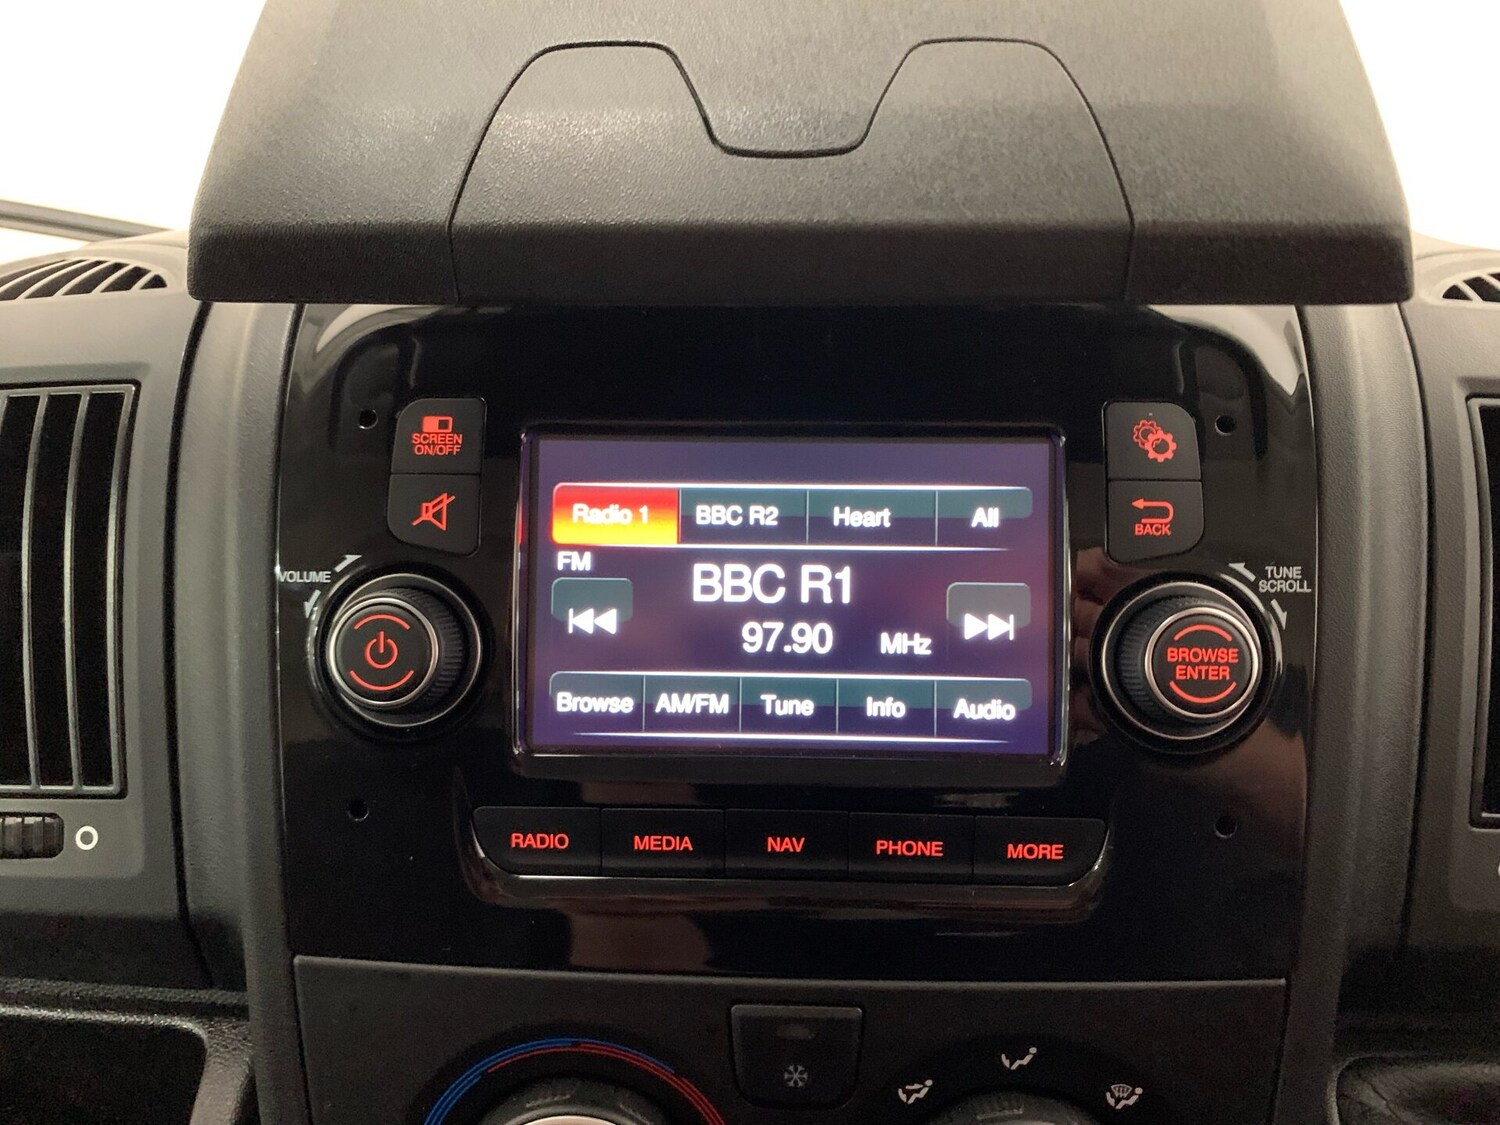 SCREEN
ON/OFF
VOLUME
Radio 1 BBC R2 Heart All
FM
BBC R1
97.90 MHz
Browse AM/FM Tune Info Audio
BACK
TUNE
SCROLL
BROWSE
ENTER
RADIO MEDIA NAV PHONE MORE